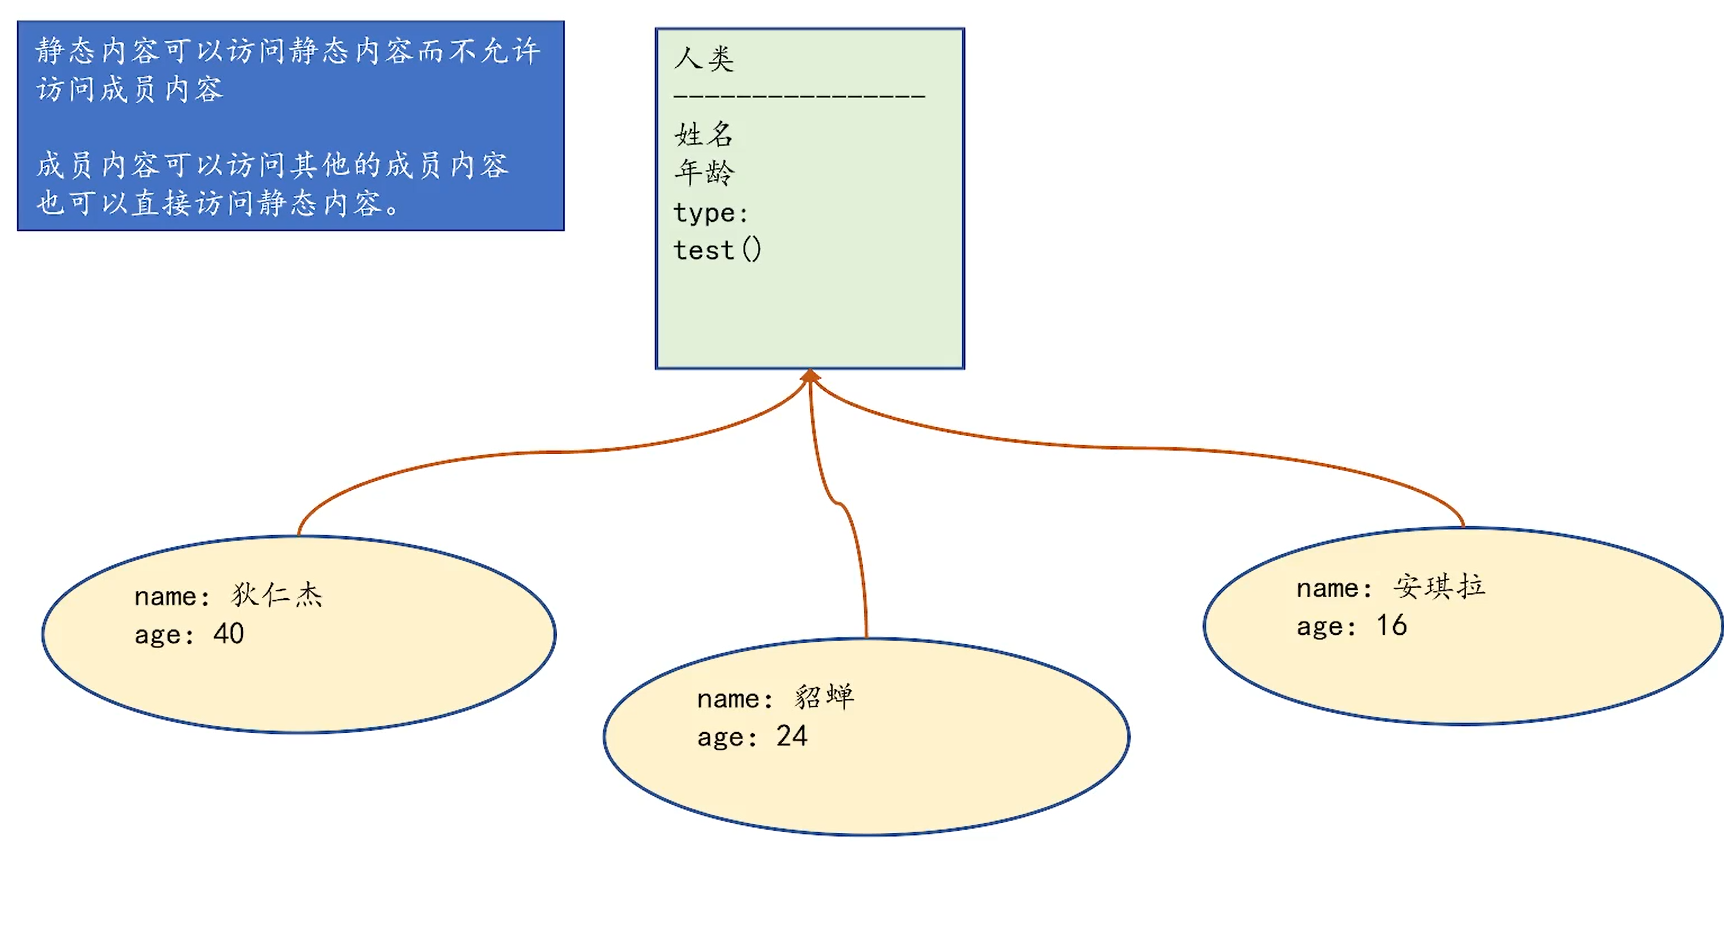 静态内容可以访问静态内容而不允许
访问成员内容
成员内容可以访问其他的成员内容
也可以直接访问静态内容。
人类
----------------
姓名
年龄
type:
test()
name: 狄仁杰
age: 40
name: 貂蝉
age: 24
name: 安琪拉
age: 16